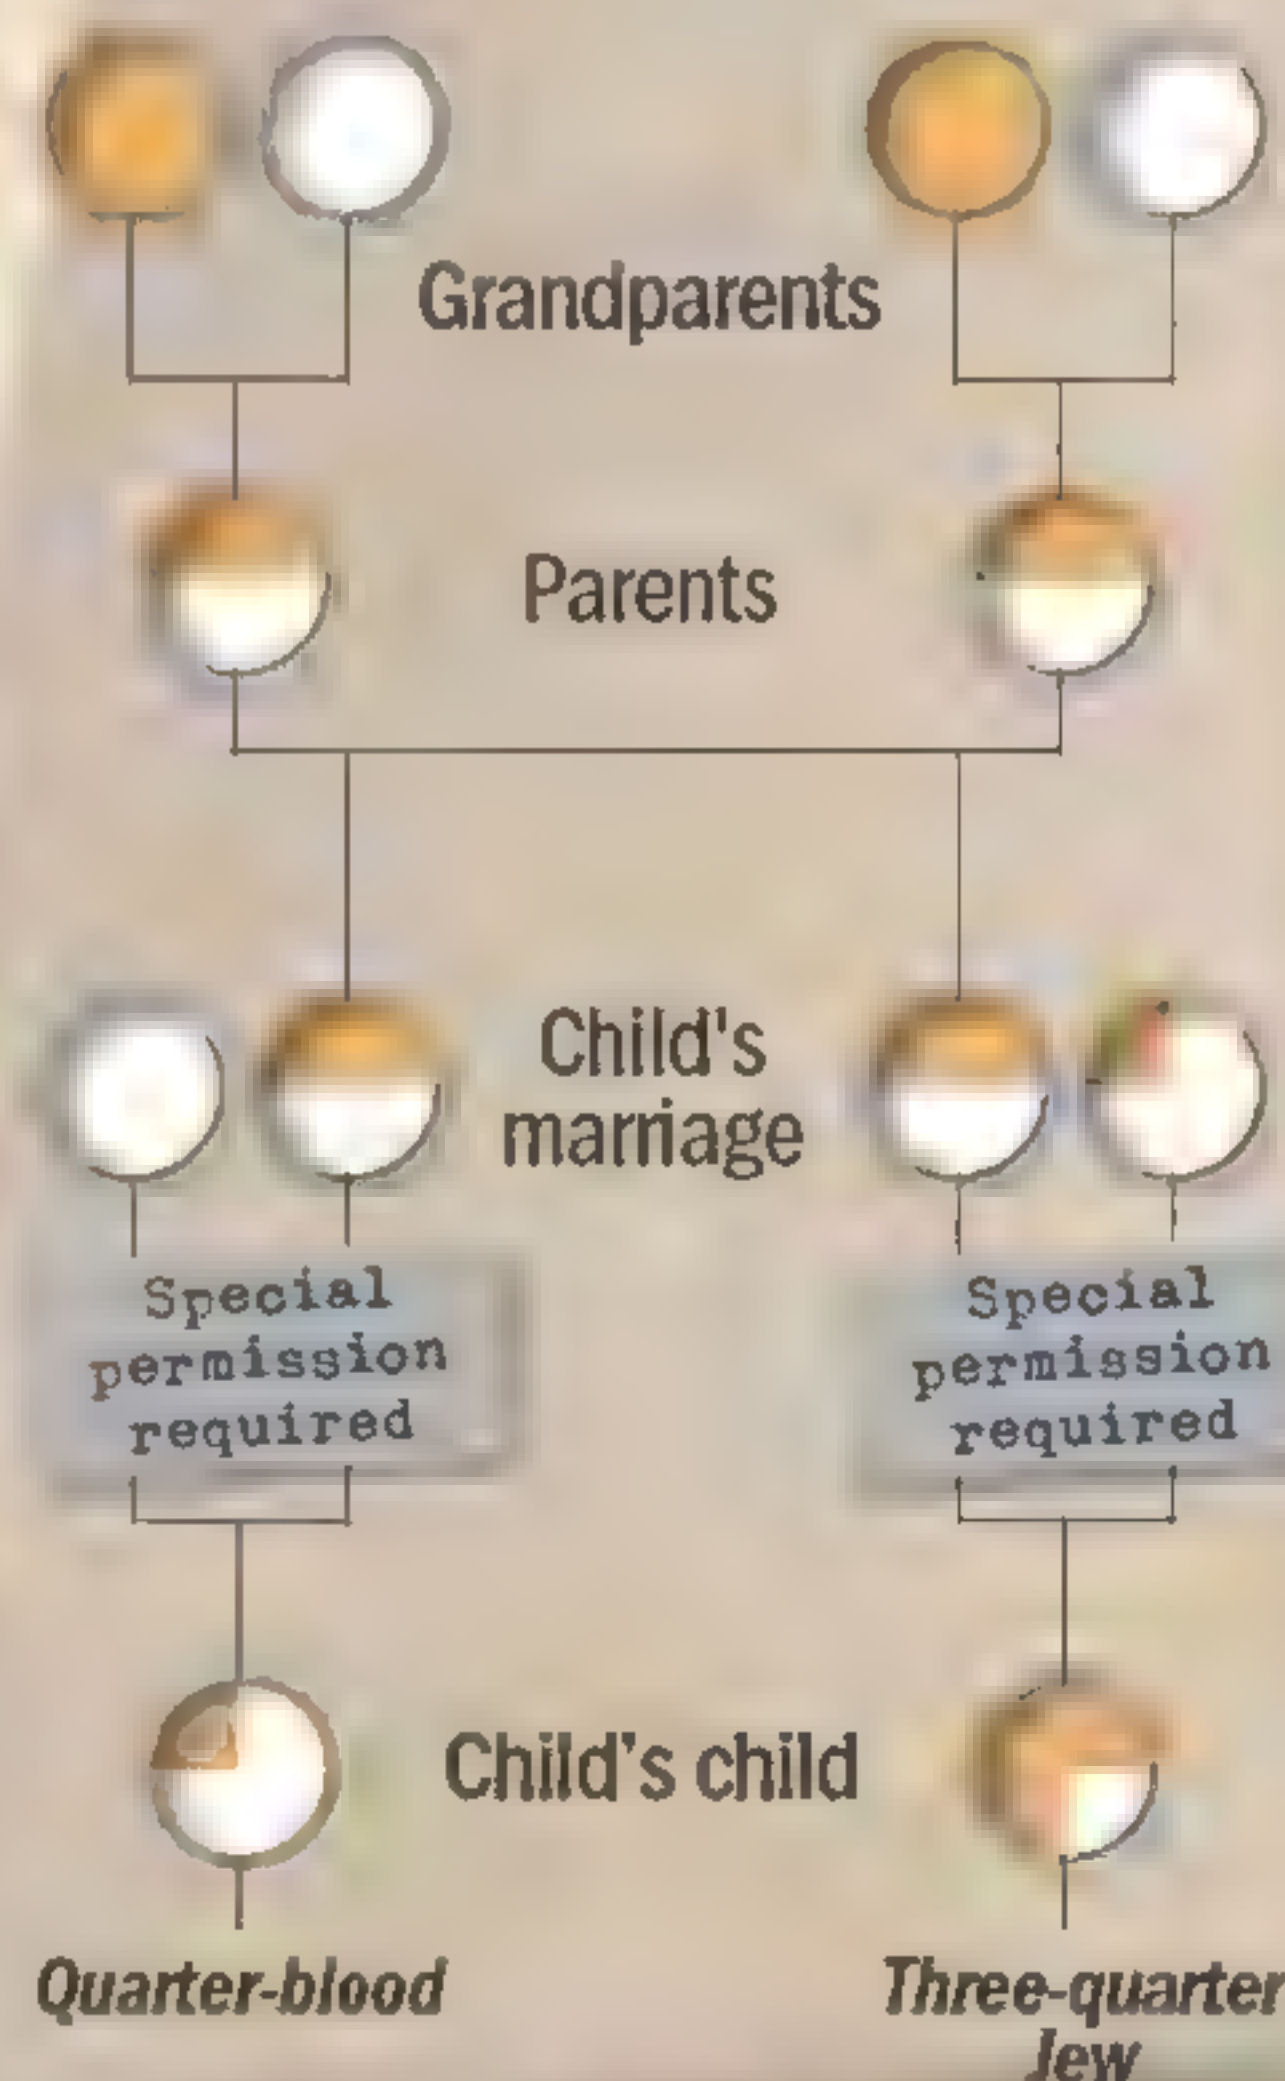 Grandparents
Parents
Child's
marriage
Special
permission
required
Special
permission
required
Child's child
Quarter-blood
Three-quarter
Jew